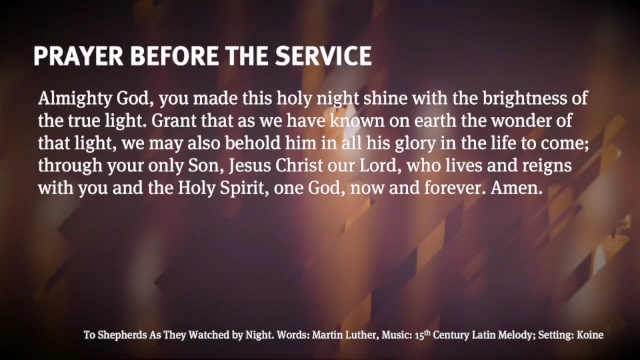 PRAYER BEFORE THE SERVICE
Almighty God, you made this holy night shine with the brightness of
the true light. Grant that as we have known on earth the wonder of
that light, we may also behold him in all his glory in the life to come;
through your only Son, Jesus Christ our Lord, who lives and reigns
with you and the Holy Spirit, one God, now and forever. Amen.
To Shepherds As They Watched by Night. Words: Martin Luther, Music: 15th Century Latin Melody; Setting: Koine